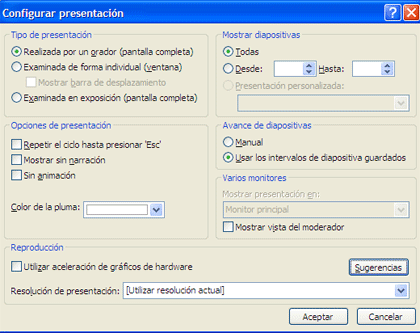 Configurar presentación
Tipo de presentación
Realizada por un orador (pantalla completa)
Examinada de forma individual (ventana)
Mostrar barra de desplazamiento
Examinada en exposición (pantalla completa)
Mostrar diapositivas
Todas
Desde: Hasta:
Presentación personalizada:
Opciones de presentación
Repetir el ciclo hasta presionar 'Esc'
Mostrar sin narración
Sin animación
Color de la pluma:
Avance de diapositivas
Manual
Usar los intervalos de diapositiva guardados
Varios monitores
Mostrar presentación en:
Monitor principal
Mostrar vista del moderador
Reproducción
Utilizar aceleración de gráficos de hardware
Sugerencias
Resolución de presentación: [Utilizar resolución actual]
Aceptar Cancelar